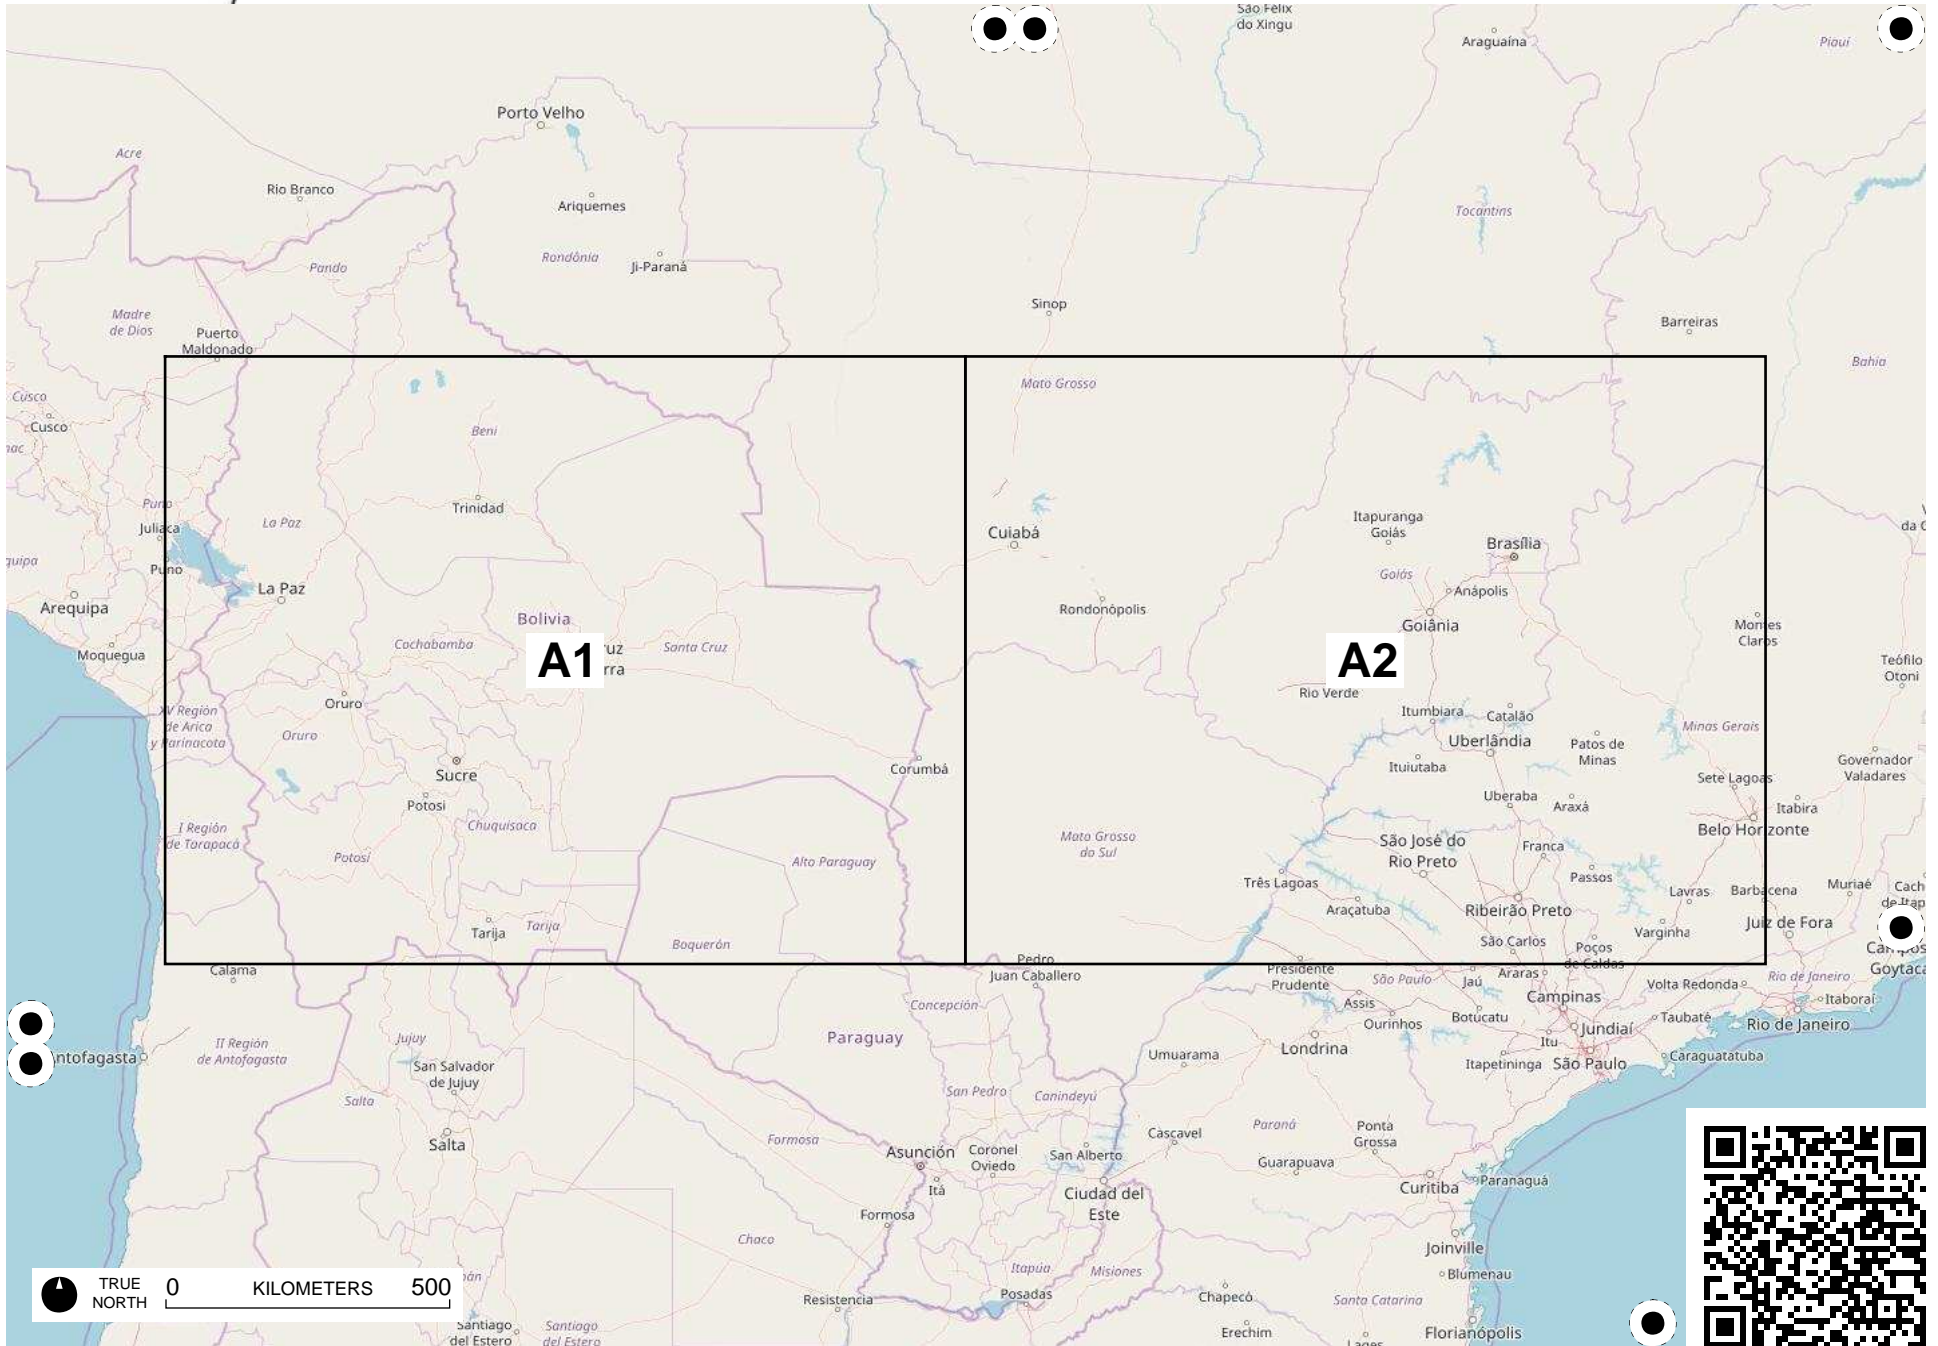 São Félix
do Xingu
Araguaína
Piauí
Porto Velho
Acre
Rio Branco
Ariquemes
Tocantins
Rondônia
Ji-Paraná
Pando
Sinop
Madre
de Dios
Puerto
Maldonado
Barreiras
Bahia
Mato Grosso
Cusco
Cusco
Beni
Puno
Trinidad
La Paz
Juliaca
Cuiabá
Itapuranga
Goiás
Brasília
Puno
Goiás
La Paz
Anápolis
Arequipa
Rondonópolis
Bolivia
Goiânia
Montes
Claros
Cochabamba
Santa Cruz
A1
A2
Moquegua
Teófilo
Otoni
Oruro
Rio Verde
XV Región
de Arica
y Parinacota
Itumbiara
Catalão
Minas Gerais
Oruro
Uberlândia
Patos de
Minas
Governador
Valadares
Corumbá
Ituiutaba
Sucre
Sete Lagoas
Potosí
Uberaba
Araxá
Itabira
Chuquisaca
Belo Horizonte
I Región
de Tarapacá
Mato Grosso
do Sul
São José do
Rio Preto
Franca
Potosí
Alto Paraguay
Passos
Três Lagoas
Lavras
Barbacena
Muriaé
Araçatuba
Ribeirão Preto
Juiz de Fora
Tarija
Tarija
Boquerón
São Carlos
Poços
de Caldas
Varginha
Calama
Pedro
Juan Caballero
Presidente
Prudente
São Paulo
Jaú
Araras
Rio de Janeiro
Volta Redonda
Concepción
Assis
Campinas
Itaboraí
Ourinhos
Botucatu
Taubaté
Rio de Janeiro
Paraguay
Jundiaí
Jujuy
II Región
de Antofagasta
Itu
Londrina
Umuarama
Itapetininga
São Paulo
Caraguatatuba
San Salvador
de Jujuy
Salta
San Pedro
Canindeyú
Paraná
Ponta
Grossa
Cascavel
Formosa
Salta
Asunción
Coronel
Oviedo
San Alberto
Guarapuava
Itá
Ciudad del
Este
Curitiba
Paranaguá
Formosa
Chaco
Joinville
Itapúa
Misiones
Blumenau
TRUE
NORTH
0 KILOMETERS 500
Resistencia
Posadas
Chapecó
Santa Catarina
Santiago
del Estero
Santiago
del Estero
Erechim
Florianópolis